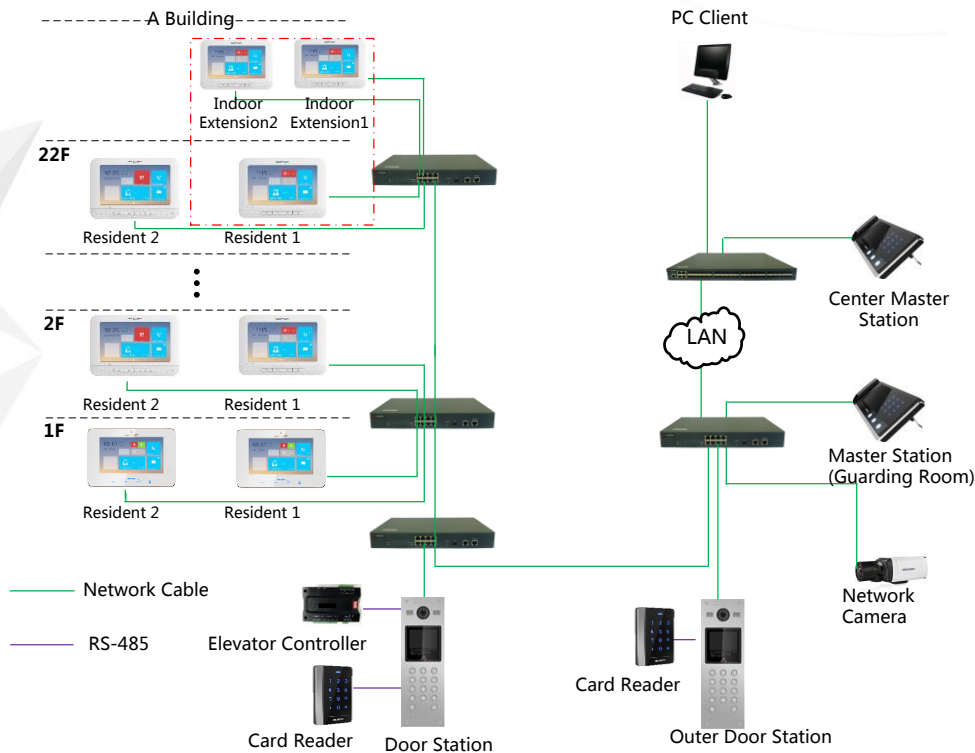 A Building
PC Client
Indoor
Extension2
Indoor
Extension1
22F
Resident 2
Resident 1
Center Master
Station
2F
LAN
Resident 2
Resident 1
1F
Master Station
(Guarding Room)
Resident 2
Resident 1
Network Cable
Network
Camera
RS-485
Elevator Controller
Card Reader
Card Reader
Door Station
Outer Door Station